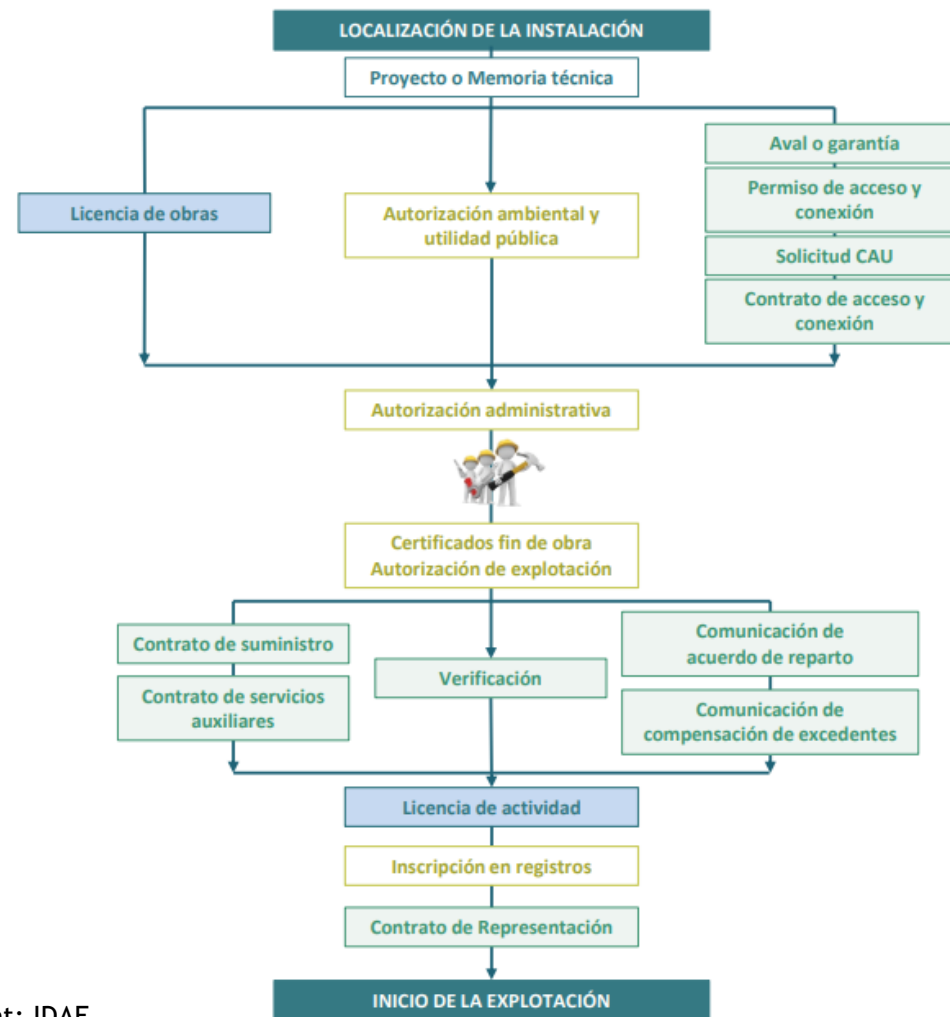 LOCALIZACIÓN DE LA INSTALACIÓN
Proyecto o Memoria técnica
Licencia de obras
Autorización ambiental y
utilidad pública
Aval o garantía
Permiso de acceso y
conexión
Solicitud CAU
Contrato de acceso y
conexión
Autorización administrativa
Certificados fin de obra
Autorización de explotación
Contrato de suministro
Contrato de servicios
auxiliares
Verificación
Comunicación de
acuerdo de reparto
Comunicación de
compensación de excedentes
Licencia de actividad
Inscripción en registros
Contrato de Representación
INICIO DE LA EXPLOTACIÓN
IDAE